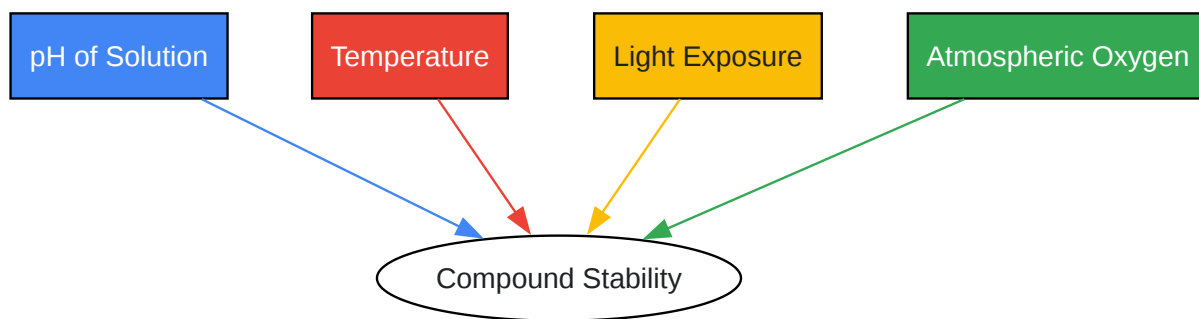 pH of Solution
Temperature
Light Exposure
Atmospheric Oxygen
Compound Stability